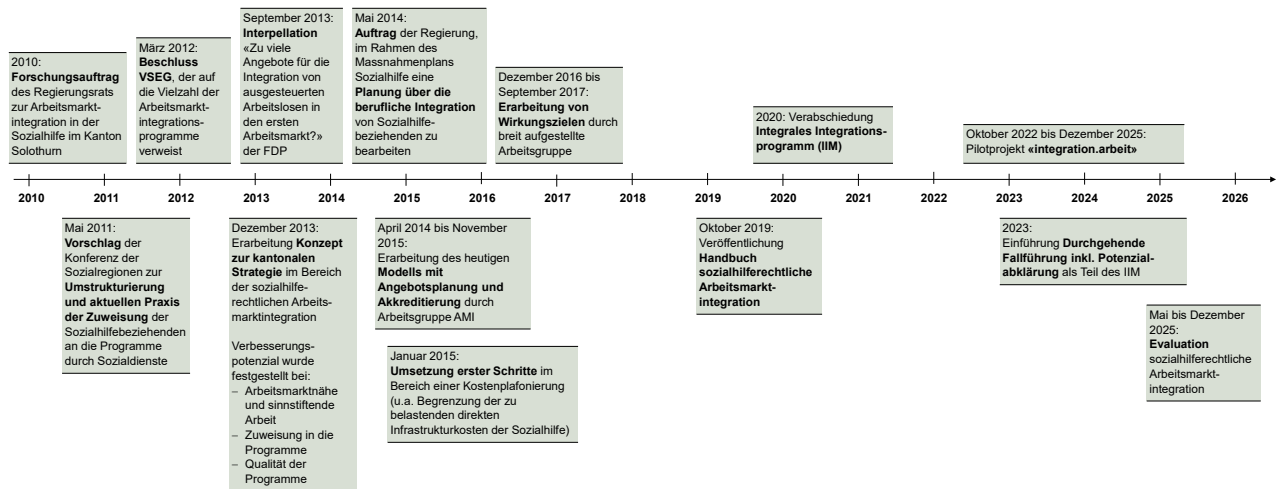 2010:
Forschungsauftrag
des Regierungsrats
zur Arbeitsmarkt-
integration in der
Sozialhilfe im Kanton
Solothurn
März 2012:
Beschluss
VSEG, der auf
die Vielzahl der
Arbeitsmarkt-
integrations-
programme
verweist
September 2013:
Interpellation
«Zu viele
Angebote für die
Integration von
ausgesteuerten
Arbeitslosen in
den ersten
Arbeitsmarkt?»
der FDP
Mai 2014:
Auftrag der Regierung,
im Rahmen des
Massnahmenplans
Sozialhilfe eine
Planung über die
berufliche Integration
von Sozialhilfe-
beziehenden zu
bearbeiten
Dezember 2016 bis
September 2017:
Erarbeitung von
Wirkungszielen durch
breit aufgestellte
Arbeitsgruppe
2020: Verabschiedung
Integrales Integrations-
programm (IIM)
Oktober 2022 bis Dezember 2025:
Pilotprojekt «integration.arbeit»
2010 2011 2012 2013 2014 2015 2016 2017 2018 2019 2020 2021 2022 2023 2024 2025 2026
Mai 2011:
Vorschlag der
Konferenz der
Sozialregionen zur
Umstrukturierung
und aktuellen Praxis
der Zuweisung der
Sozialhilfebeziehenden
an die Programme
durch Sozialdienste
Dezember 2013:
Erarbeitung Konzept
zur kantonalen
Strategie im Bereich
der sozialhilfe-
rechtlichen Arbeits-
marktintegration
Verbesserungs-
potenzial wurde
festgestellt bei:
– Arbeitsmarktnähe
und sinnstiftende
Arbeit
– Zuweisung in die
Programme
– Qualität der
Programme
April 2014 bis November
2015:
Erarbeitung des heutigen
Modells mit
Angebotsplanung und
Akkreditierung durch
Arbeitsgruppe AMI
Januar 2015:
Umsetzung erster Schritte im
Bereich einer Kostenplafonierung
(u.a. Begrenzung der zu
belastenden direkten
Infrastrukturkosten der Sozialhilfe)
Oktober 2019:
Veröffentlichung
Handbuch
sozialhilferechtliche
Arbeitsmarkt-
integration
2023:
Einführung Durchgehende
Fallführung inkl. Potenzial-
abklärung als Teil des IIM
Mai bis Dezember
2025:
Evaluation
sozialhilferechtliche
Arbeitsmarkt-
integration